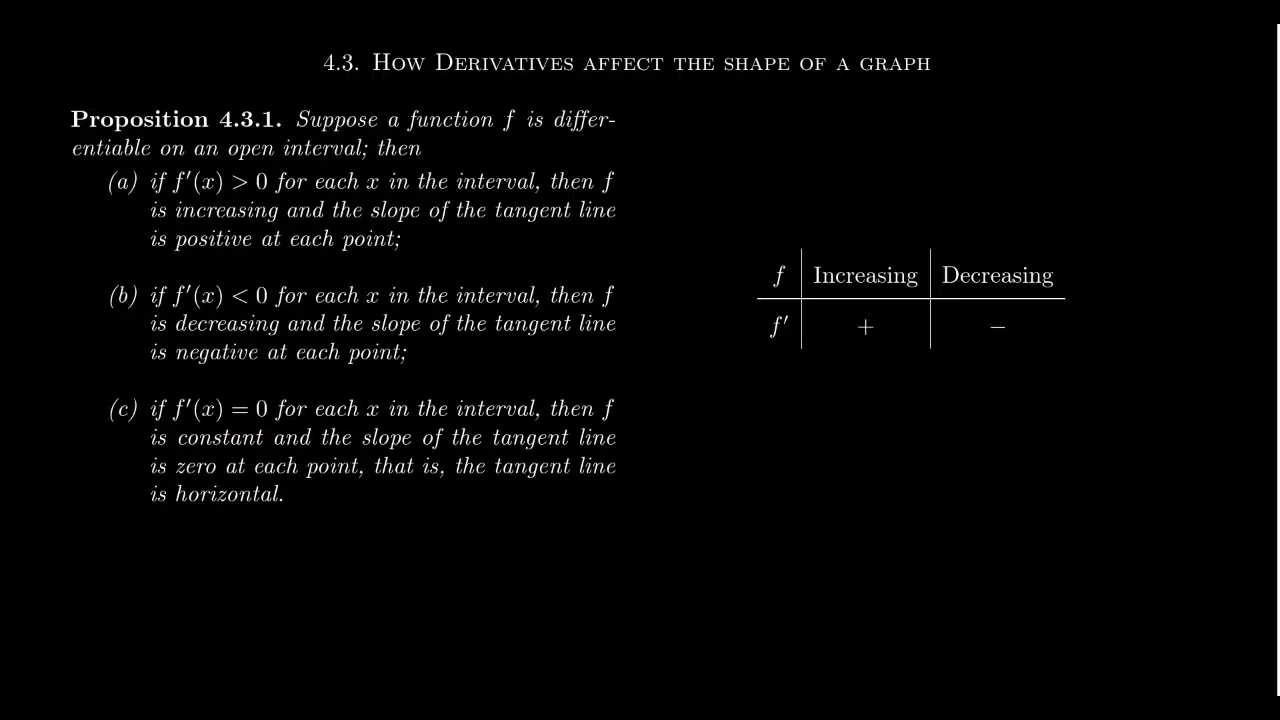 4.3. How Derivatives affect the shape of a graph
Proposition 4.3.1. Suppose a function f is differ-
entiable on an open interval; then
(a) if f′(x) > 0 for each x in the interval, then f
is increasing and the slope of the tangent line
is positive at each point;
(b) if f′(x) < 0 for each x in the interval, then f
is decreasing and the slope of the tangent line
is negative at each point;
(c) if f′(x) = 0 for each x in the interval, then f
is constant and the slope of the tangent line
is zero at each point, that is, the tangent line
is horizontal.
f Increasing Decreasing
f′ + −